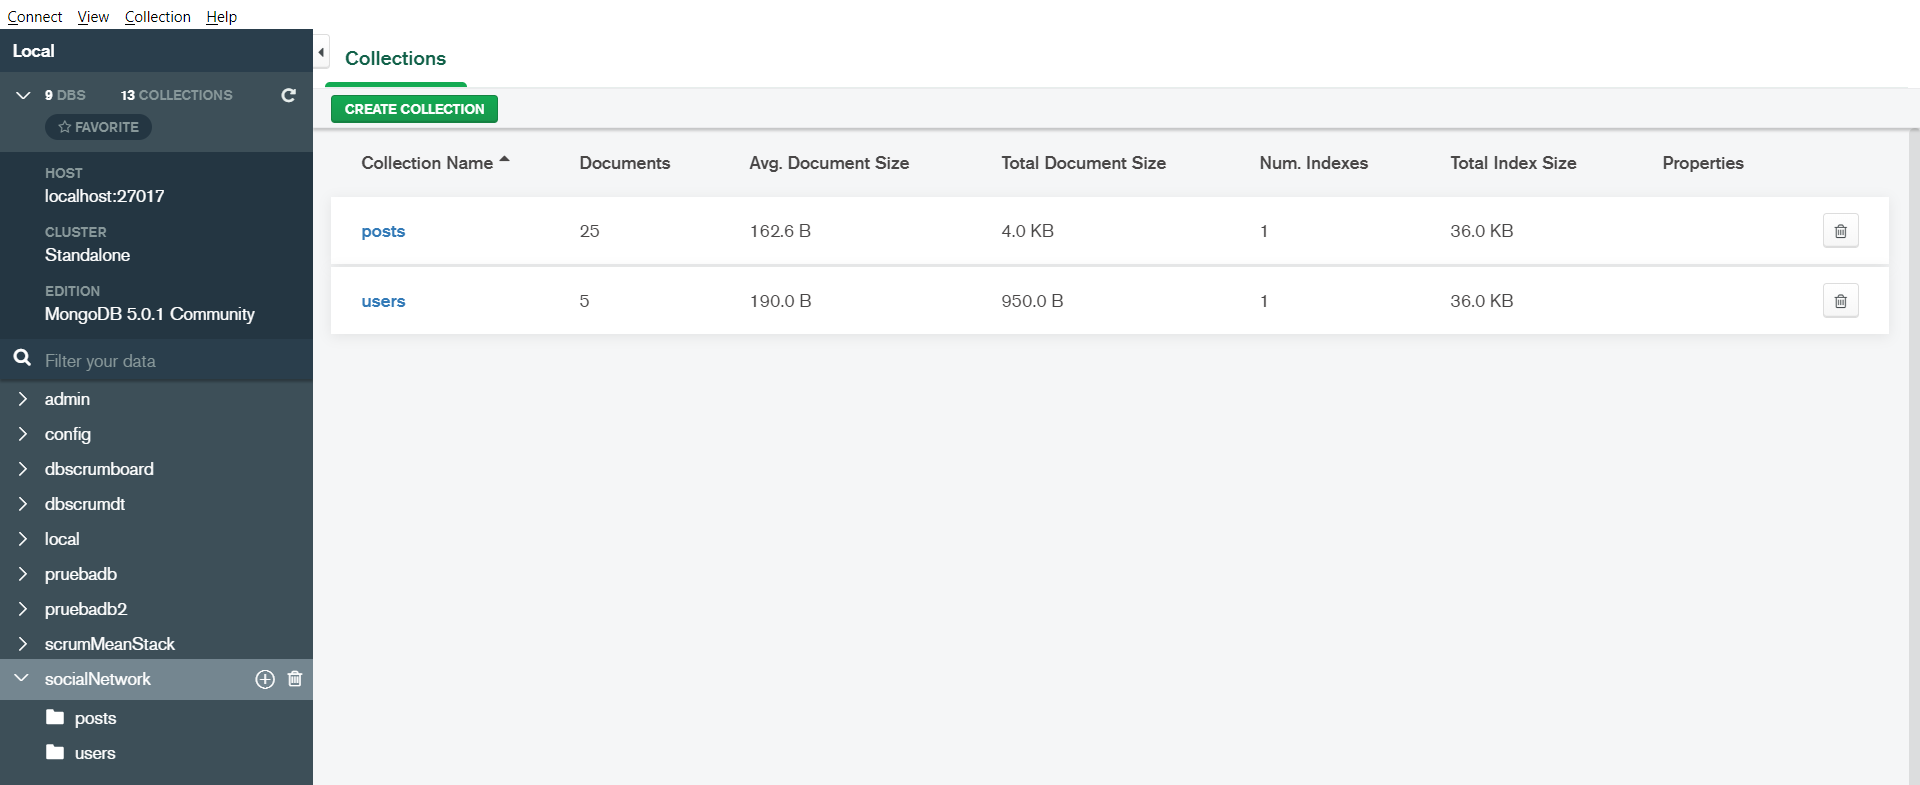 Connect View Collection Help
Local
9 DBS 13 COLLECTIONS
FAVORITE
HOST
localhost:27017
CLUSTER
Standalone
EDITION
MongoDB 5.0.1 Community
Filter your data
admin
config
dbscrumboard
dbscrumdt
local
pruebadb
pruebadb2
scrumMeanStack
socialNetwork
posts
users
Collections
CREATE COLLECTION
Collection Name Documents Avg. Document Size Total Document Size Num. Indexes Total Index Size Properties
posts 25 162.6 B 4.0 KB 1 36.0 KB
users 5 190.0 B 950.0 B 1 36.0 KB